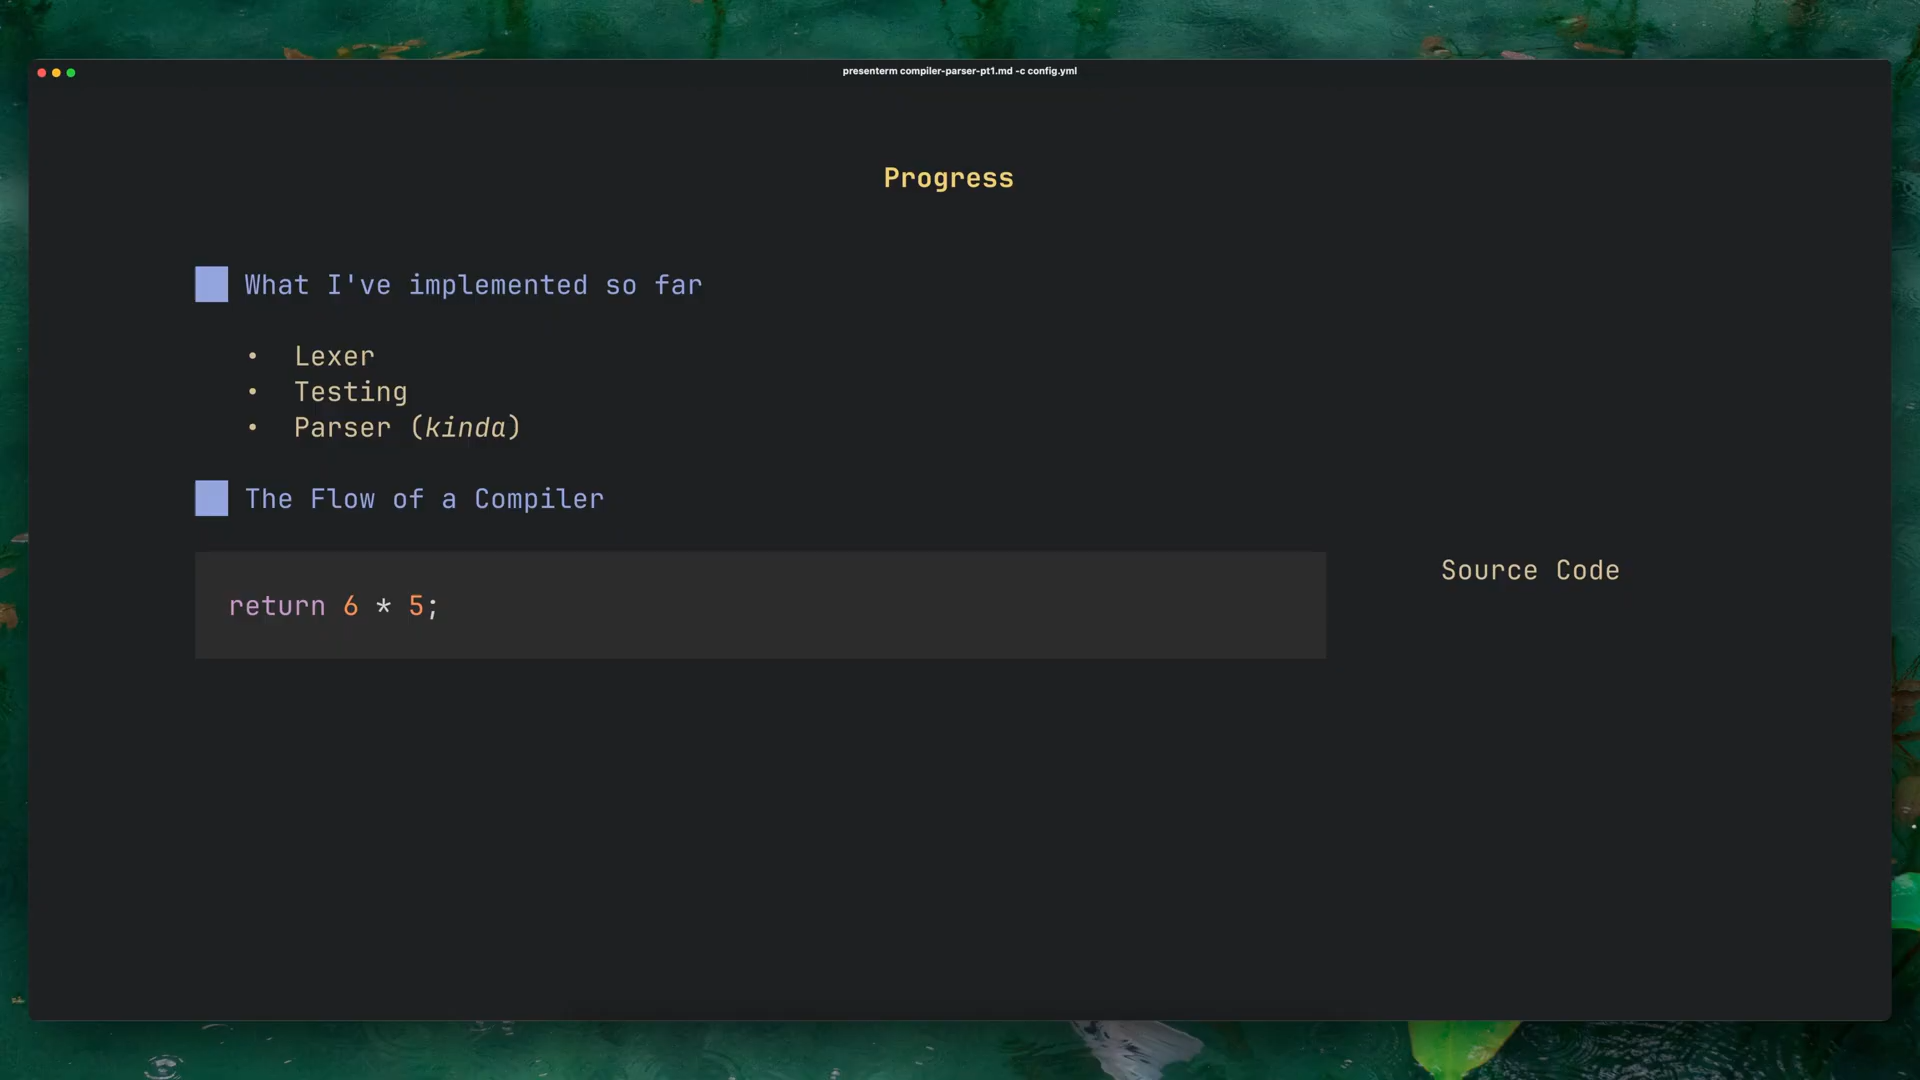 presenterm compiler-parser-pt1.md -c config.yml
Progress
What I've implemented so far
• Lexer
• Testing
• Parser (kinda)
The Flow of a Compiler
return 6 * 5;
Source Code